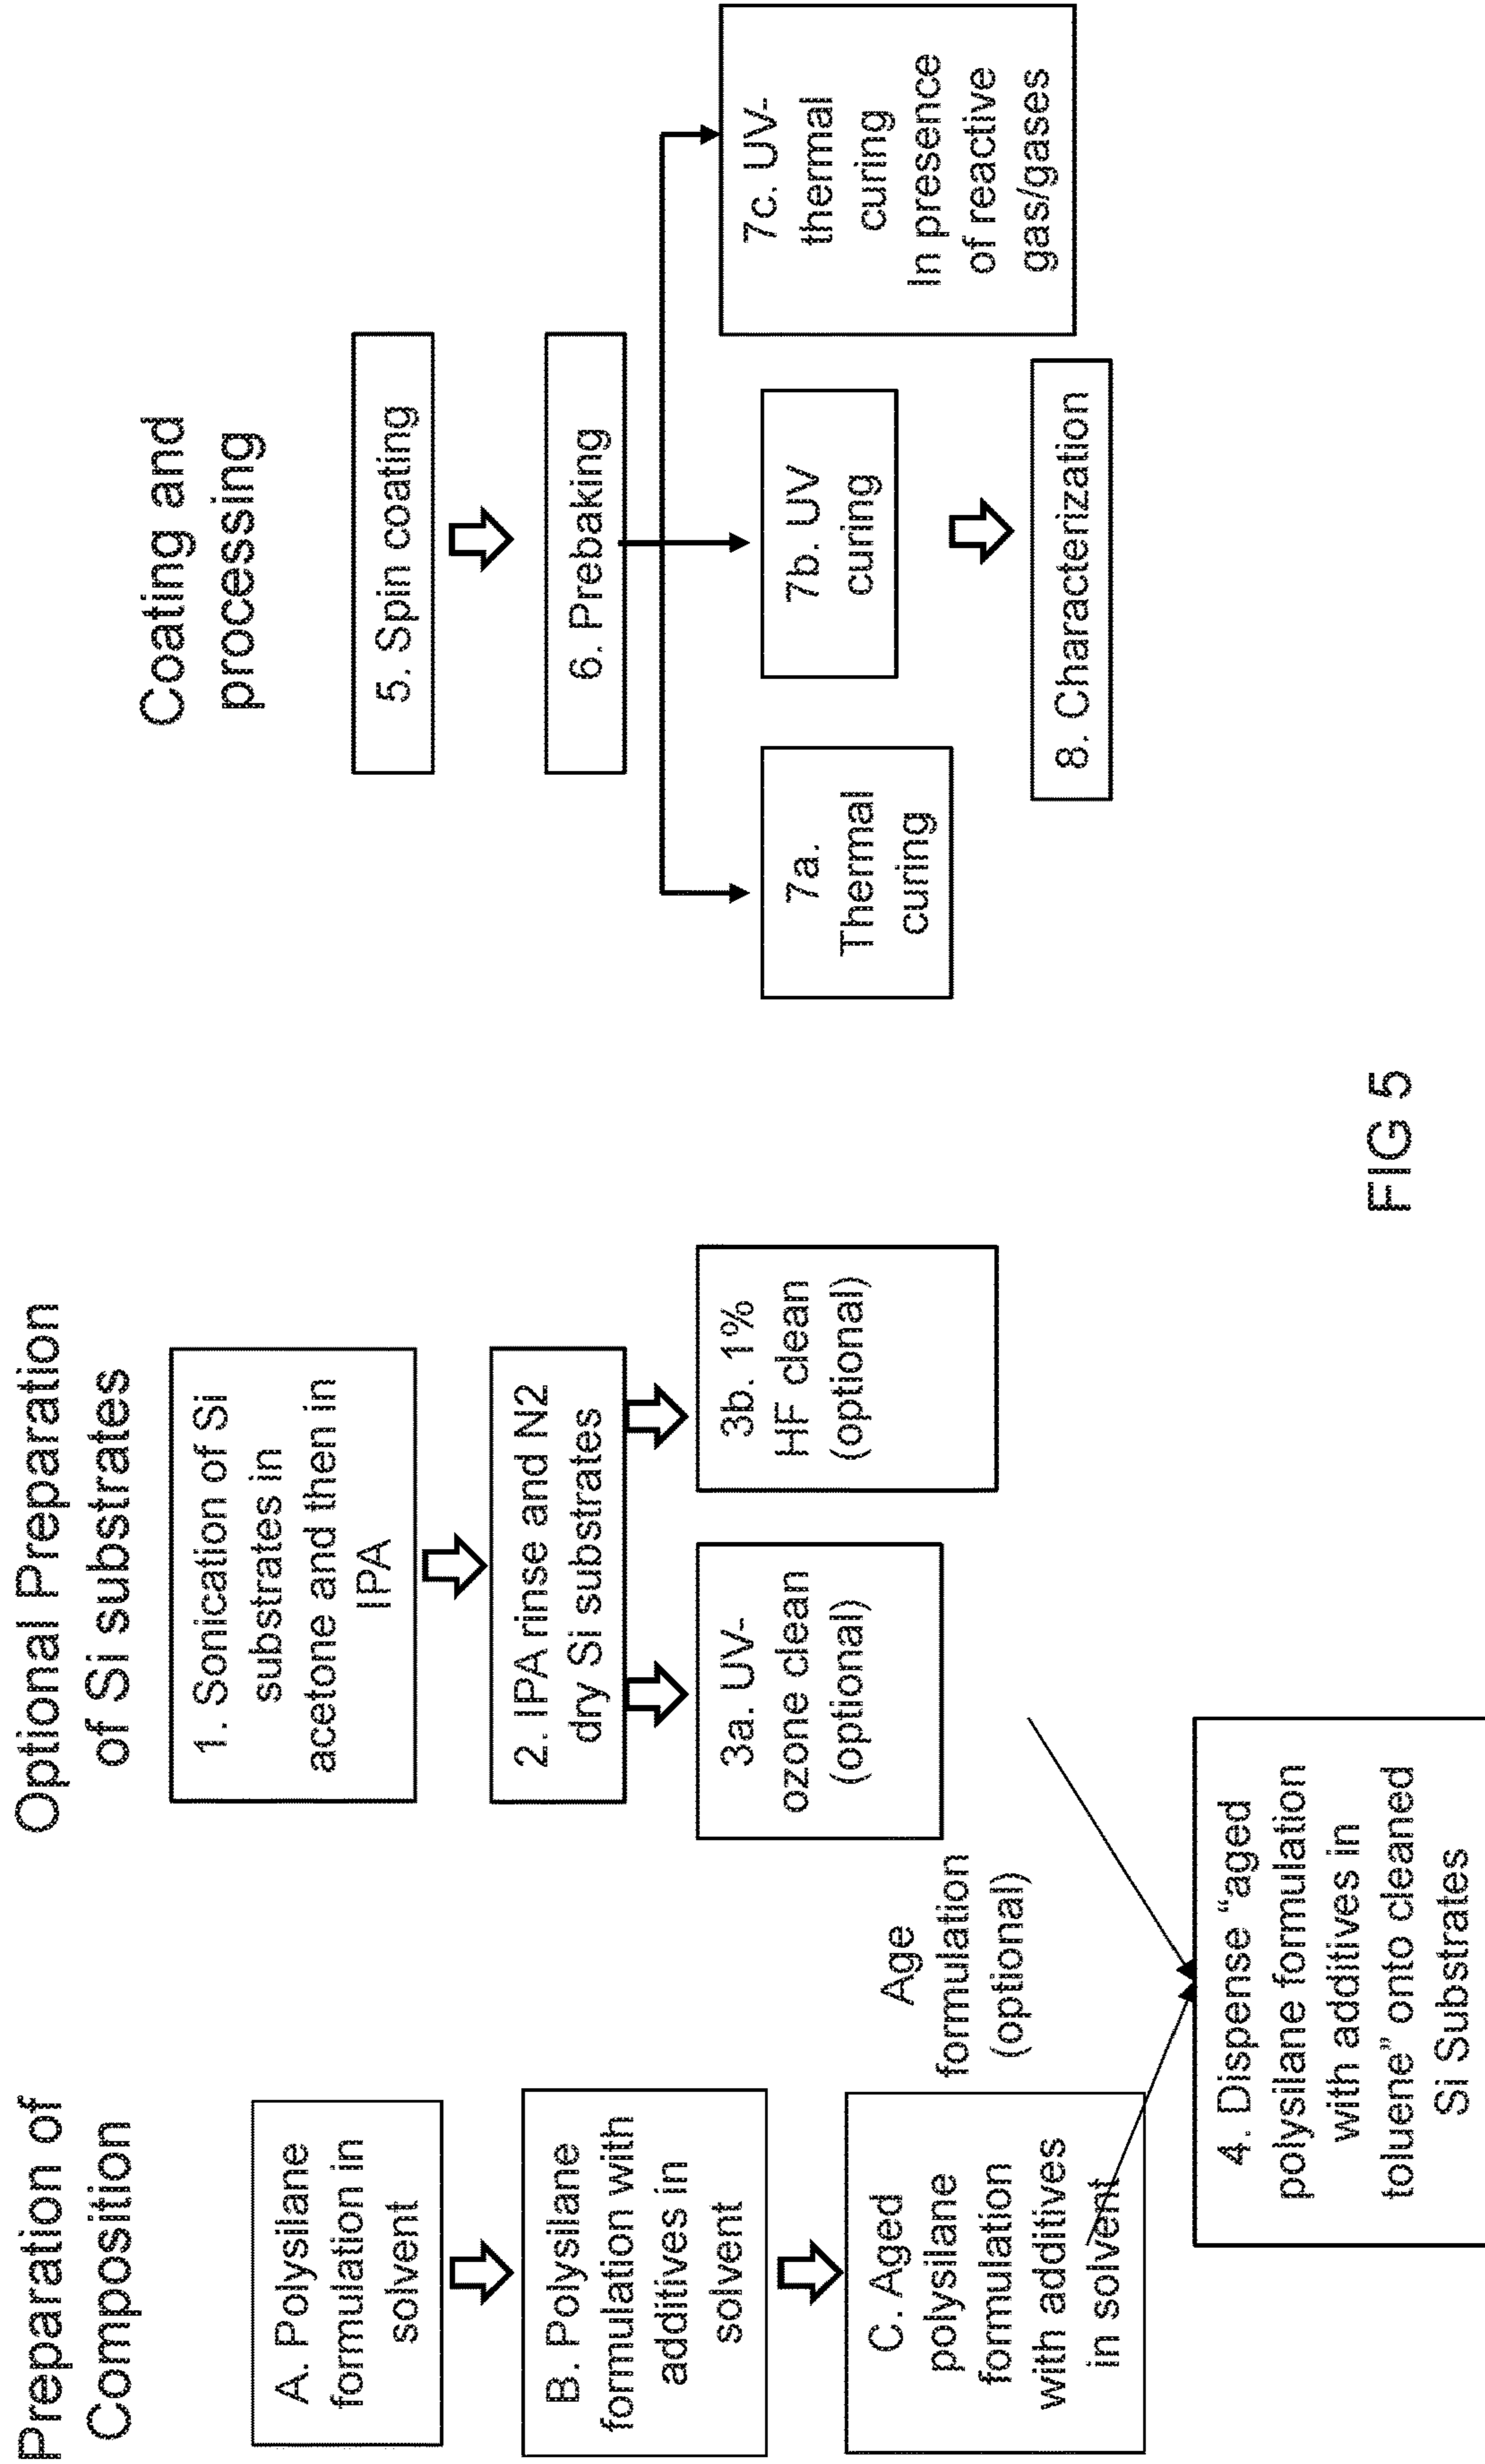 Preparation of
Composition
A. Polysilane
formulation in
solvent
B. Polysilane
formulation with
additives in
solvent
C. Aged
polysilane
formulation
with additives
in solvent
Age
formulation
(optional)
Optional Preparation
of Si substrates
1. Sonication of Si
substrates in
acetone and then in
IPA
2. IPA rinse and N2
dry Si substrates
3a. UV-
ozone clean
(optional)
3b. 1%
HF clean
(optional)
4. Dispense “aged
polysilane formulation
with additives in
toluene” onto cleaned
Si Substrates
Coating and
processing
5. Spin coating
6. Prebaking
7a.
Thermal
curing
7b. UV
curing
7c. UV-
thermal
curing
In presence
of reactive
gas/gases
8. Characterization
FIG 5